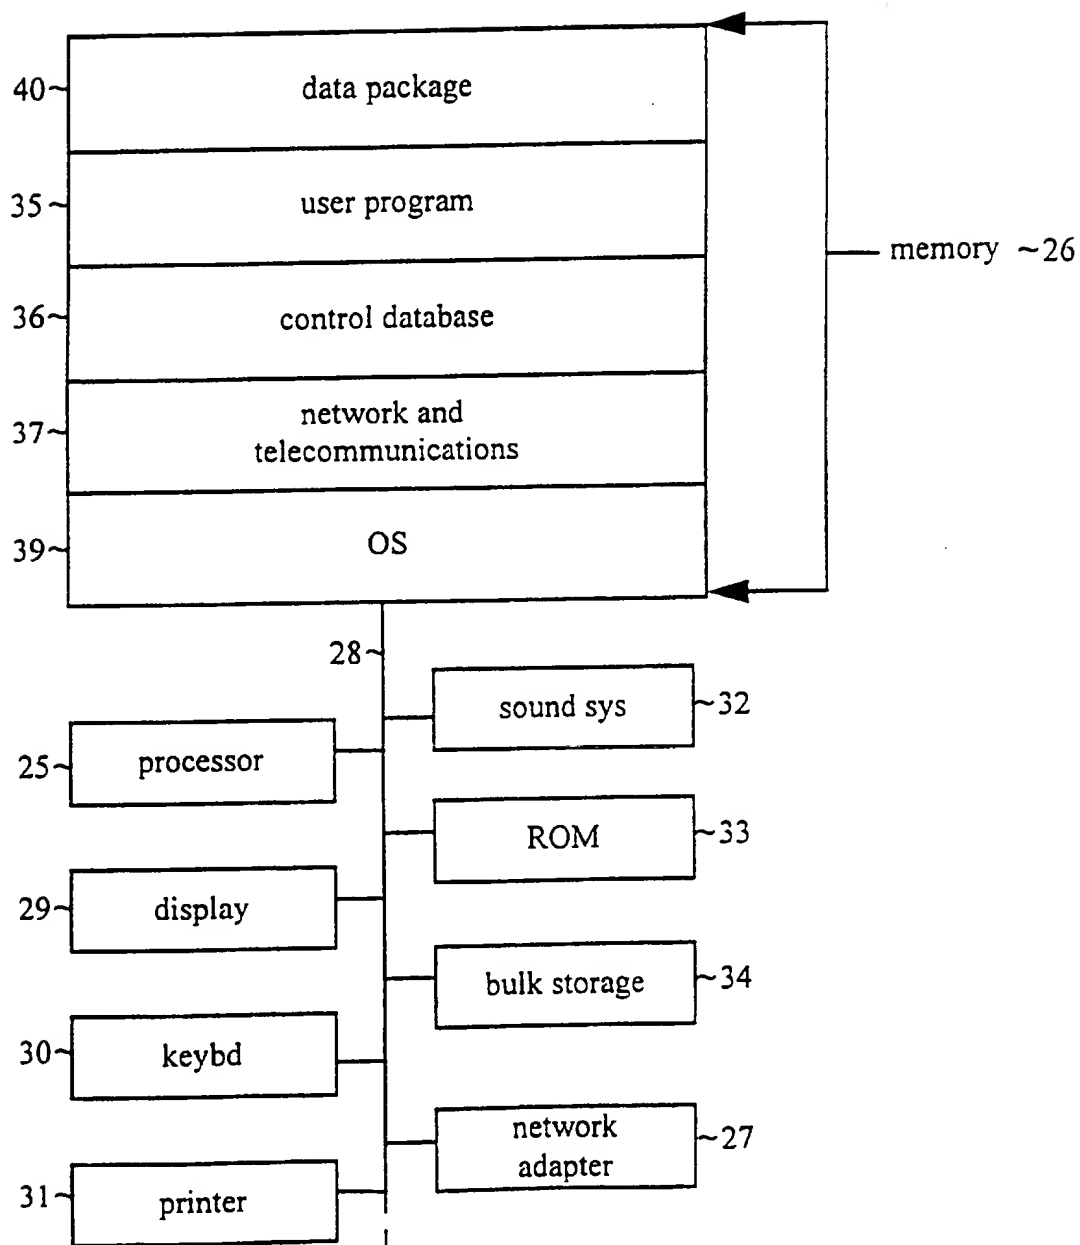 40~ data package
35~ user program
memory ~26
36~ control database
37~ network and
telecommunications
39~ OS
28~
sound sys ~32
25~ processor
ROM ~33
29~ display
bulk storage ~34
30~ keybd
network
adapter ~27
31~ printer